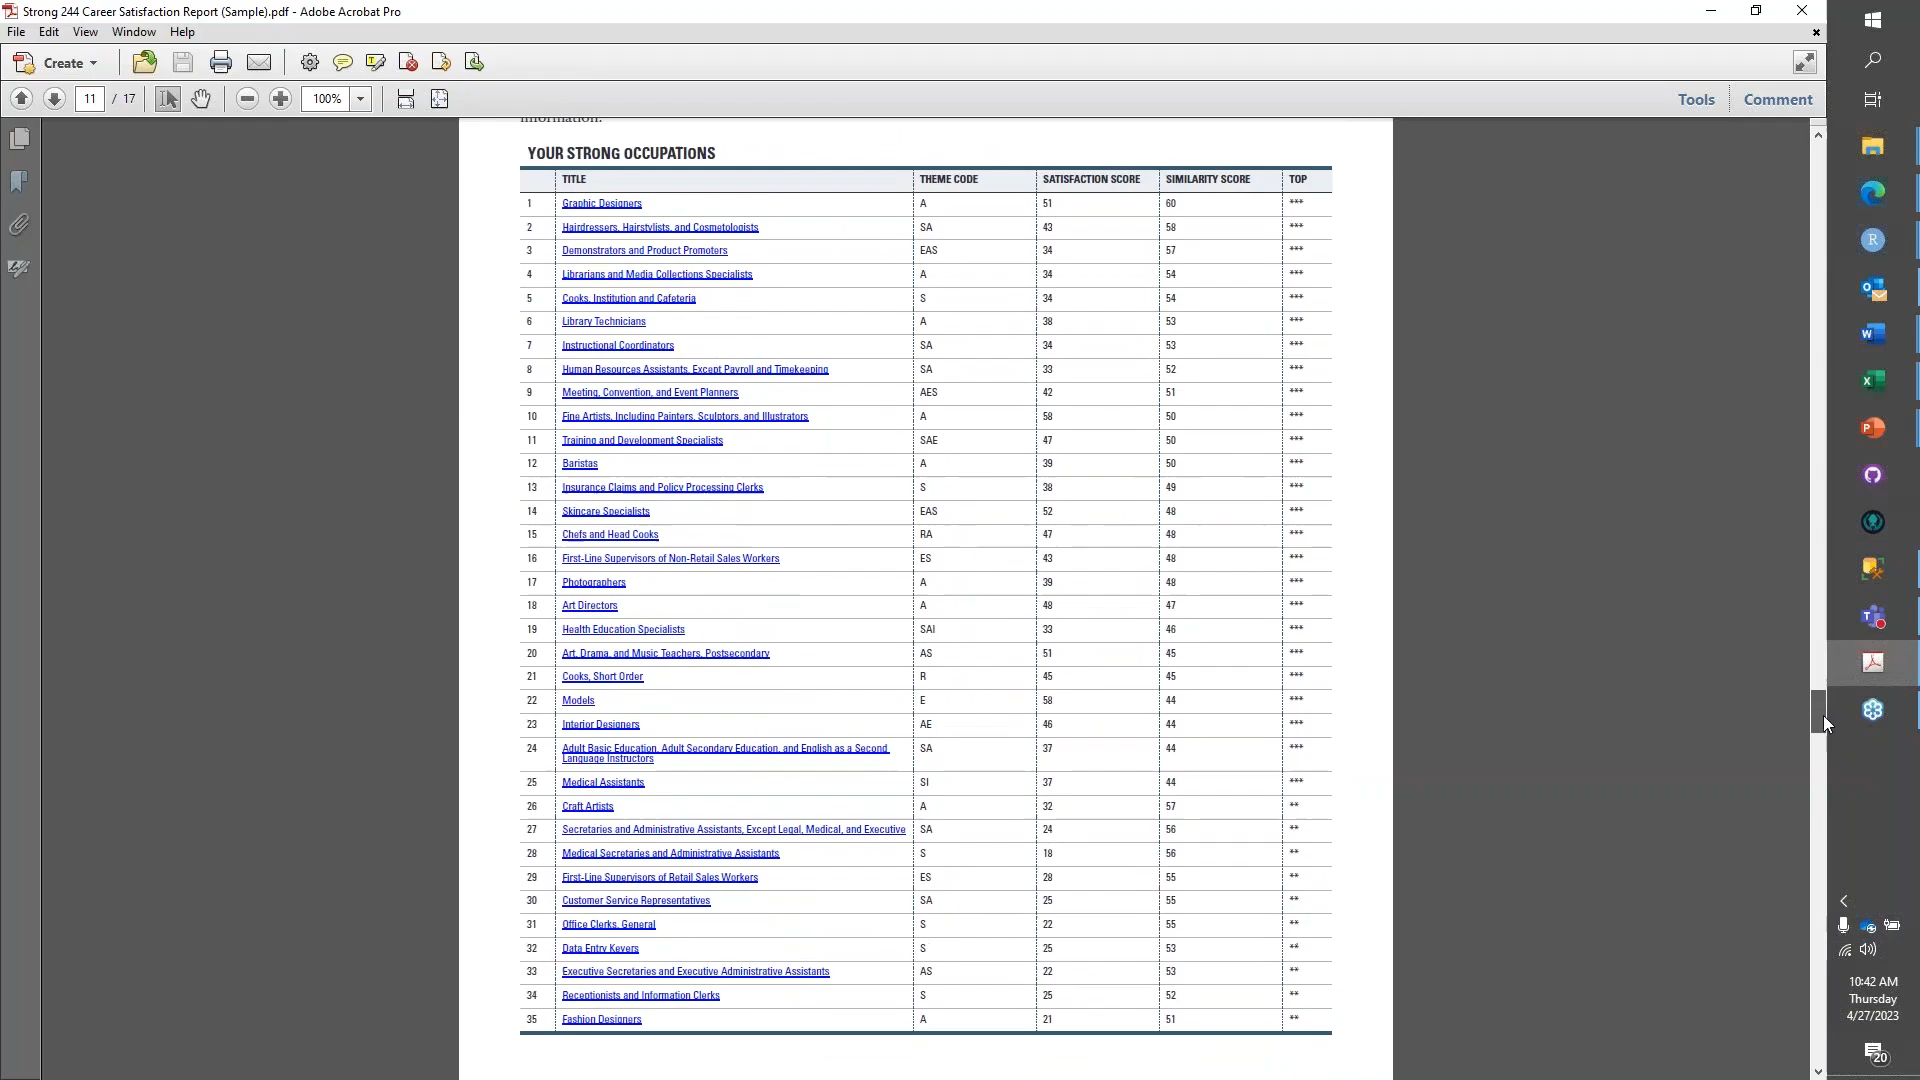 Strong 244 Career Satisfaction Report (Sample).pdf - Adobe Acrobat Pro
File Edit View Window Help
Create
11 / 17 100% Tools Comment
information.
YOUR STRONG OCCUPATIONS
TITLE THEME CODE SATISFACTION SCORE SIMILARITY SCORE TOP
1 Graphic Designers A 51 60 ***
2 Hairdressers, Hairstylists, and Cosmetologists SA 43 58 ***
3 Demonstrators and Product Promoters EAS 34 57 ***
4 Librarians and Media Collections Specialists A 34 54 ***
5 Cooks, Institution and Cafeteria S 34 54 ***
6 Library Technicians A 38 53 ***
7 Instructional Coordinators SA 34 53 ***
8 Human Resources Assistants, Except Payroll and Timekeeping SA 33 52 ***
9 Meeting, Convention, and Event Planners AES 42 51 ***
10 Fine Artists, Including Painters, Sculptors, and Illustrators A 58 50 ***
11 Training and Development Specialists SAE 47 50 ***
12 Baristas A 39 50 ***
13 Insurance Claims and Policy Processing Clerks S 38 49 ***
14 Skincare Specialists EAS 52 48 ***
15 Chefs and Head Cooks RA 47 48 ***
16 First-Line Supervisors of Non-Retail Sales Workers ES 43 48 ***
17 Photographers A 39 48 ***
18 Art Directors A 48 47 ***
19 Health Education Specialists SAI 33 46 ***
20 Art, Drama, and Music Teachers, Postsecondary AS 51 45 ***
21 Cooks, Short Order R 45 45 ***
22 Models E 58 44 ***
23 Interior Designers AE 46 44 ***
24 Adult Basic Education, Adult Secondary Education, and English as a Second SA 37 44 ***
Language Instructors
25 Medical Assistants SI 37 44 ***
26 Craft Artists A 32 57 **
27 Secretaries and Administrative Assistants, Except Legal, Medical, and Executive SA 24 56 **
28 Medical Secretaries and Administrative Assistants S 18 56 **
29 First-Line Supervisors of Retail Sales Workers ES 28 55 **
30 Customer Service Representatives SA 25 55 **
31 Office Clerks, General S 22 55 **
32 Data Entry Keyers S 25 53 **
33 Executive Secretaries and Executive Administrative Assistants AS 22 53 **
34 Receptionists and Information Clerks S 25 52 **
35 Fashion Designers A 21 51 **
10:42 AM
Thursday
4/27/2023
20